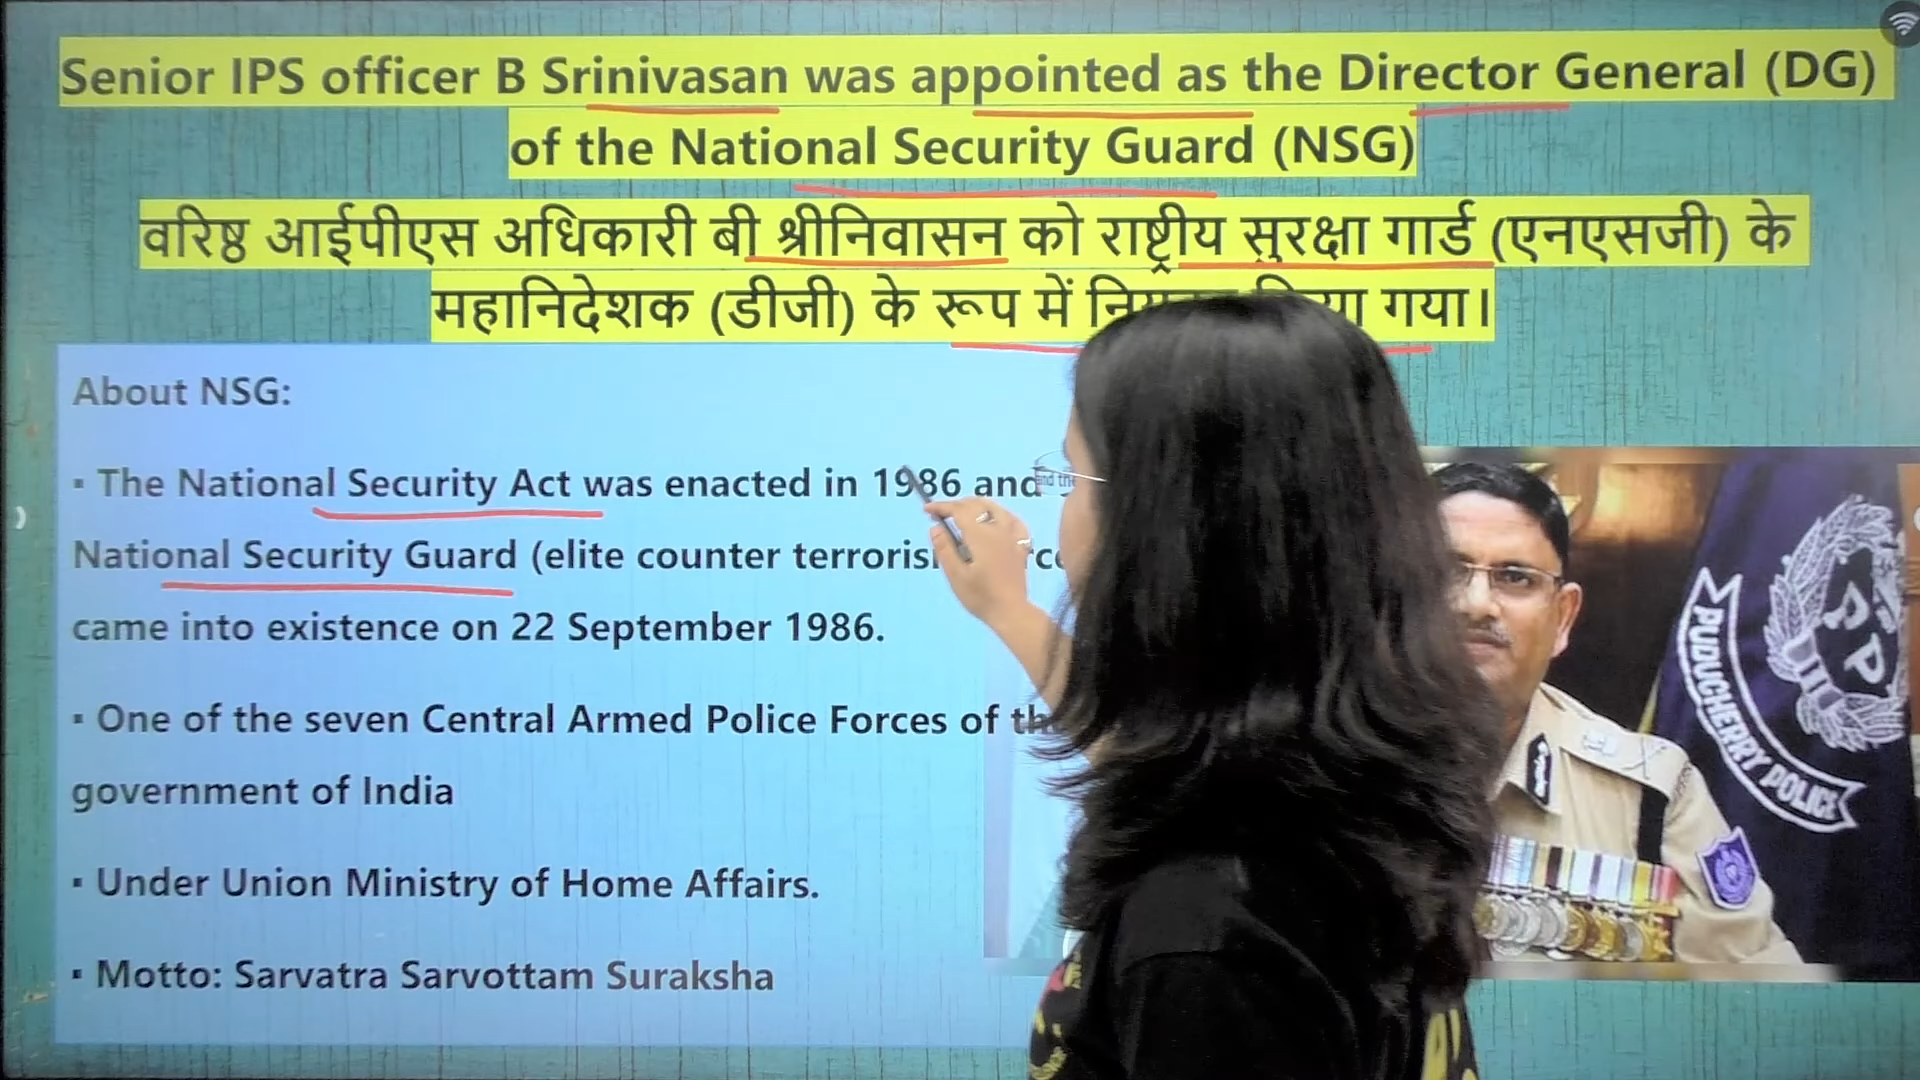 Senior IPS officer B Srinivasan was appointed as the Director General (DG)
of the National Security Guard (NSG)
वरिष्ठ आईपीएस अधिकारी बी श्रीनिवासन को राष्ट्रीय सुरक्षा गार्ड (एनएसजी) के
महानिदेशक (डीजी) के रूप में गया।
About NSG:
▪ The National Security Act was enacted in 1986 and
National Security Guard (elite counter
came into existence on 22 September 1986.
▪ One of the seven Central Armed Police Forces of
government of India
▪ Under Union Ministry of Home Affairs.
▪ Motto: Sarvatra Sarvottam Suraksha
PP
PUDUCHERRY POLICE